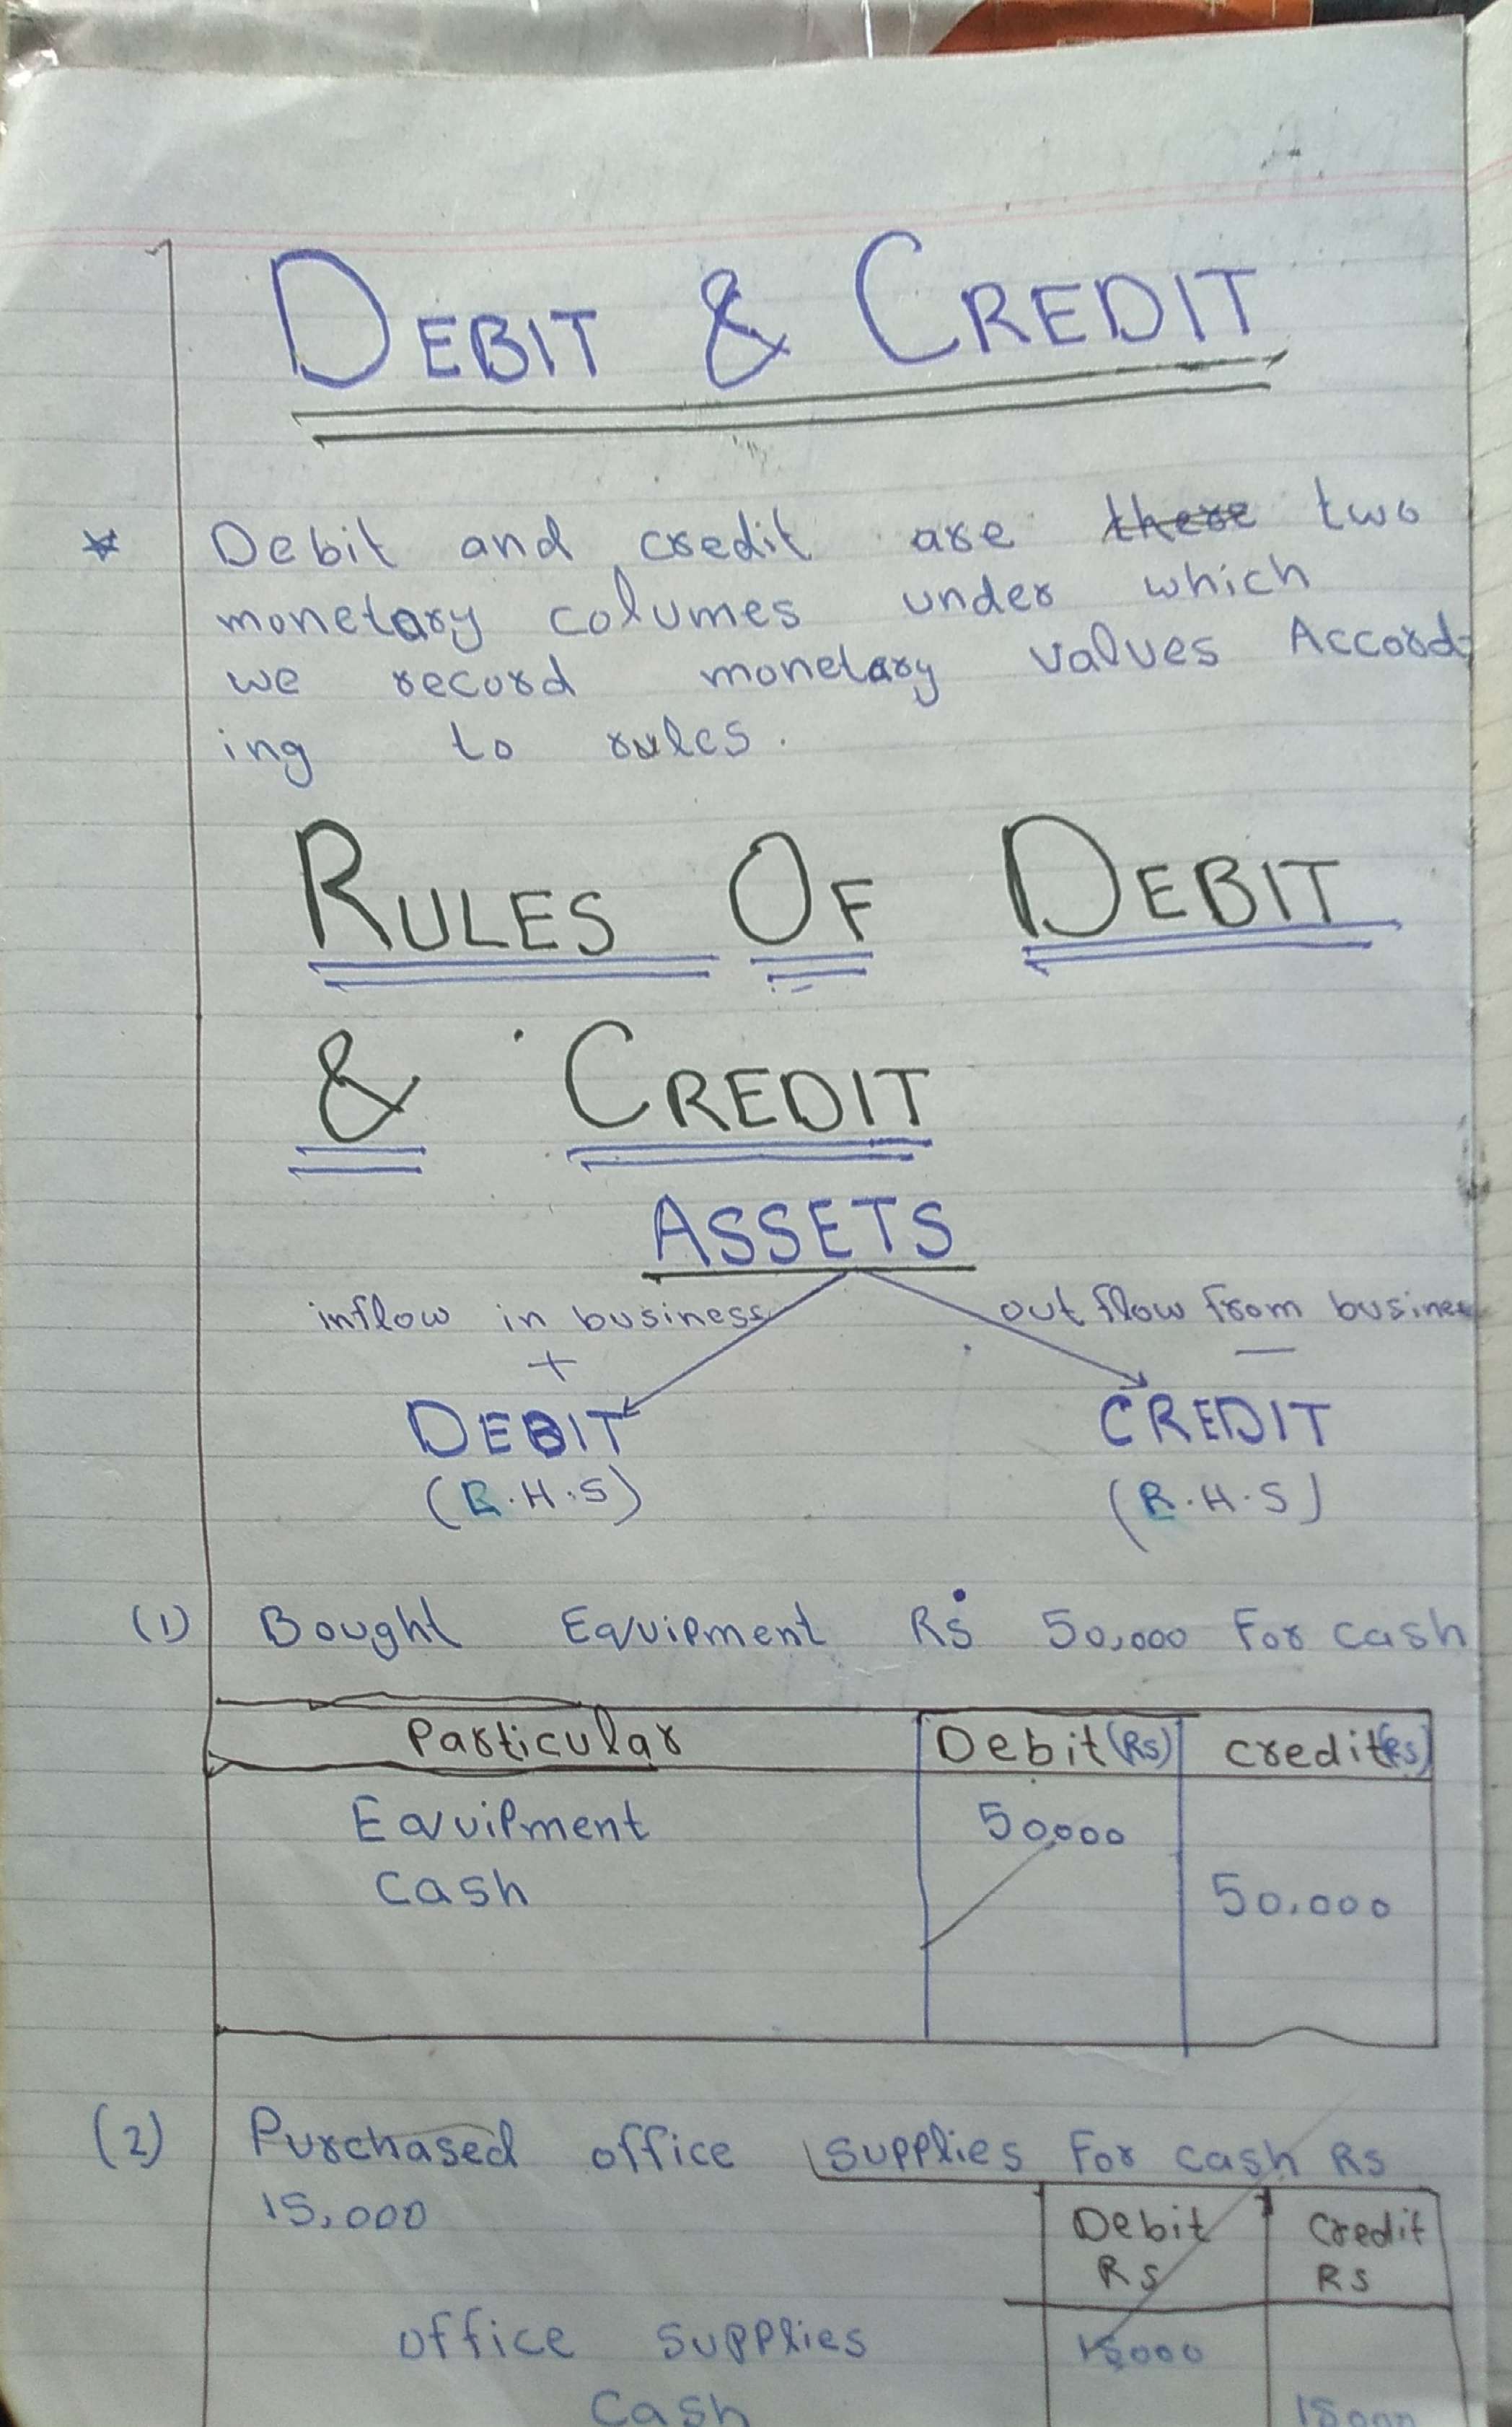 DEBIT & CREDIT
Debit and credit are there two
monetary columes under which
we record monetary values Accord-
ing to rules.
RULES OF DEBIT
& CREDIT
ASSETS
inflow in business out flow from busines
+ —
DEBIT CREDIT
(R.H.S) (R.H.S)
(1) Bought Equipment Rs 50,000 For cash
Particular Debit (Rs) credit (Rs)
Equipment 50,000
Cash 50,000
(2) Purchased office supplies For cash Rs
15,000
Debit Credit
Rs Rs
office supplies 15000
Cash 15000